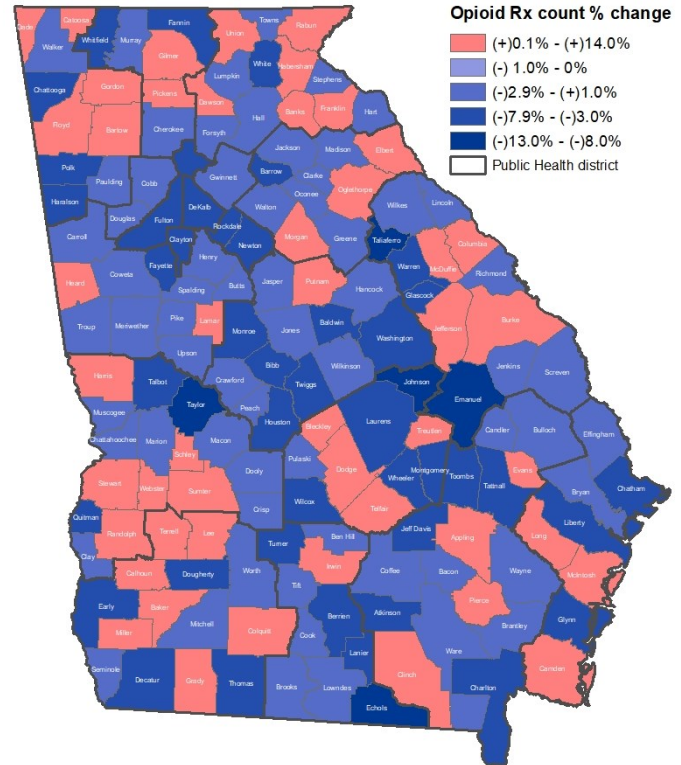 Opioid Rx count % change
(+)0.1% - (+)14.0%
(-) 1.0% - 0%
(-)2.9% - (+)1.0%
(-)7.9% - (-)3.0%
(-)13.0% - (-)8.0%
Public Health district
Dade
Catoosa
Fannin
Towns
Rabun
Union
Whitfield
Murray
Walker
Gilmer
White
Habersham
Lumpkin
Stephens
Chattooga
Gordon
Pickens
Dawson
Banks
Franklin
Hart
Floyd
Bartow
Cherokee
Forsyth
Hall
Jackson
Madison
Elbert
Polk
Paulding
Cobb
Gwinnett
Barrow
Clarke
Oglethorpe
Oconee
Haralson
Douglas
Fulton
DeKalb
Walton
Wilkes
Lincoln
Carroll
Clayton
Rockdale
Newton
Morgan
Greene
Taliaferro
Columbia
McDuffie
Warren
Richmond
Fayette
Henry
Heard
Coweta
Spalding
Butts
Jasper
Putnam
Hancock
Glascock
Troup
Meriwether
Pike
Lamar
Monroe
Jones
Baldwin
Washington
Jefferson
Burke
Upson
Harris
Talbot
Crawford
Bibb
Twiggs
Wilkinson
Johnson
Jenkins
Screven
Emanuel
Muscogee
Taylor
Peach
Houston
Laurens
Treutlen
Candler
Bulloch
Effingham
Chattahoochee
Marion
Macon
Bleckley
Schley
Dooly
Pulaski
Dodge
Wheeler
Montgomery
Toombs
Tattnall
Evans
Bryan
Chatham
Stewart
Webster
Sumter
Crisp
Wilcox
Telfair
Liberty
Quitman
Randolph
Terrell
Lee
Turner
Ben Hill
Jeff Davis
Appling
Long
McIntosh
Clay
Calhoun
Dougherty
Worth
Tift
Irwin
Coffee
Bacon
Wayne
Early
Baker
Mitchell
Colquitt
Cook
Berrien
Atkinson
Pierce
Brantley
Glynn
Miller
Lanier
Ware
Seminole
Decatur
Grady
Thomas
Brooks
Lowndes
Clinch
Charlton
Camden
Echols